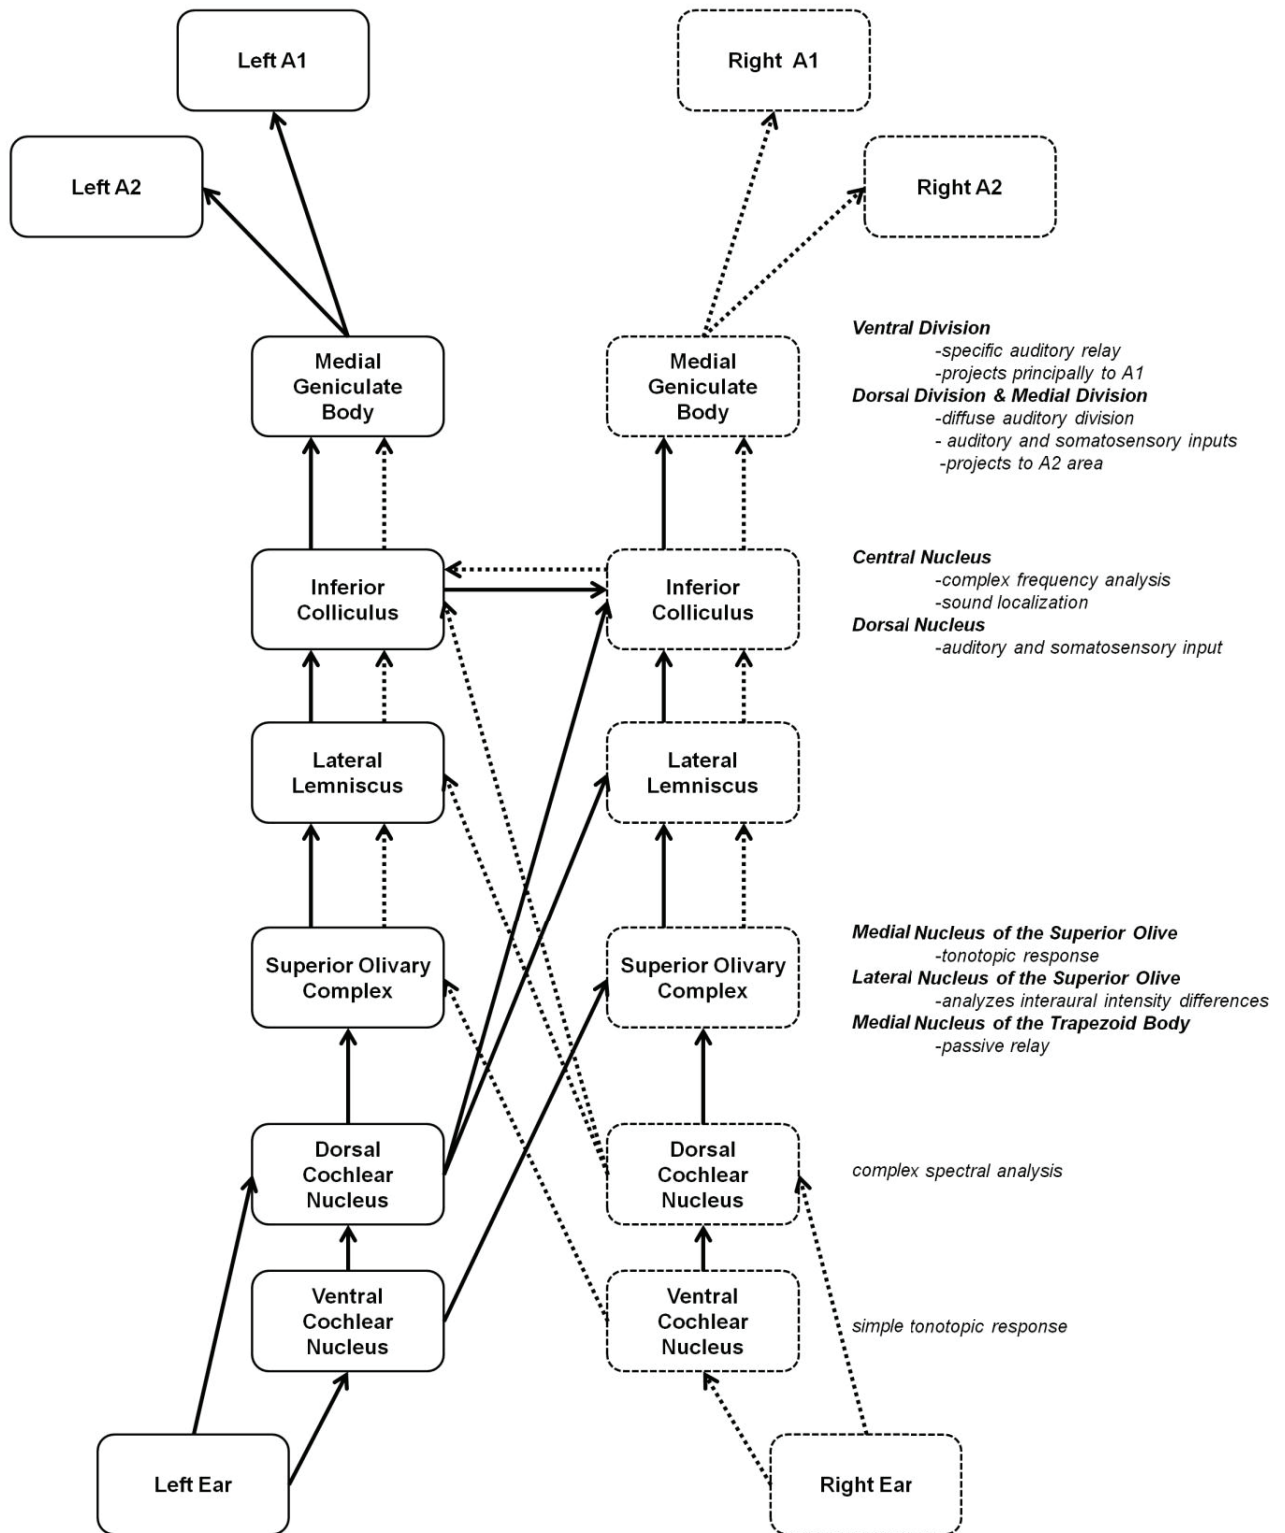 Left A1
Right A1
Left A2
Right A2
Medial
Geniculate
Body
Medial
Geniculate
Body
Ventral Division
-specific auditory relay
-projects principally to A1
Dorsal Division & Medial Division
-diffuse auditory division
- auditory and somatosensory inputs
-projects to A2 area
Inferior
Colliculus
Inferior
Colliculus
Central Nucleus
-complex frequency analysis
-sound localization
Dorsal Nucleus
-auditory and somatosensory input
Lateral
Lemniscus
Lateral
Lemniscus
Superior Olivary
Complex
Superior Olivary
Complex
Medial Nucleus of the Superior Olive
-tonotopic response
Lateral Nucleus of the Superior Olive
-analyzes interaural intensity differences
Medial Nucleus of the Trapezoid Body
-passive relay
Dorsal
Cochlear
Nucleus
Dorsal
Cochlear
Nucleus
complex spectral analysis
Ventral
Cochlear
Nucleus
Ventral
Cochlear
Nucleus
simple tonotopic response
Left Ear
Right Ear